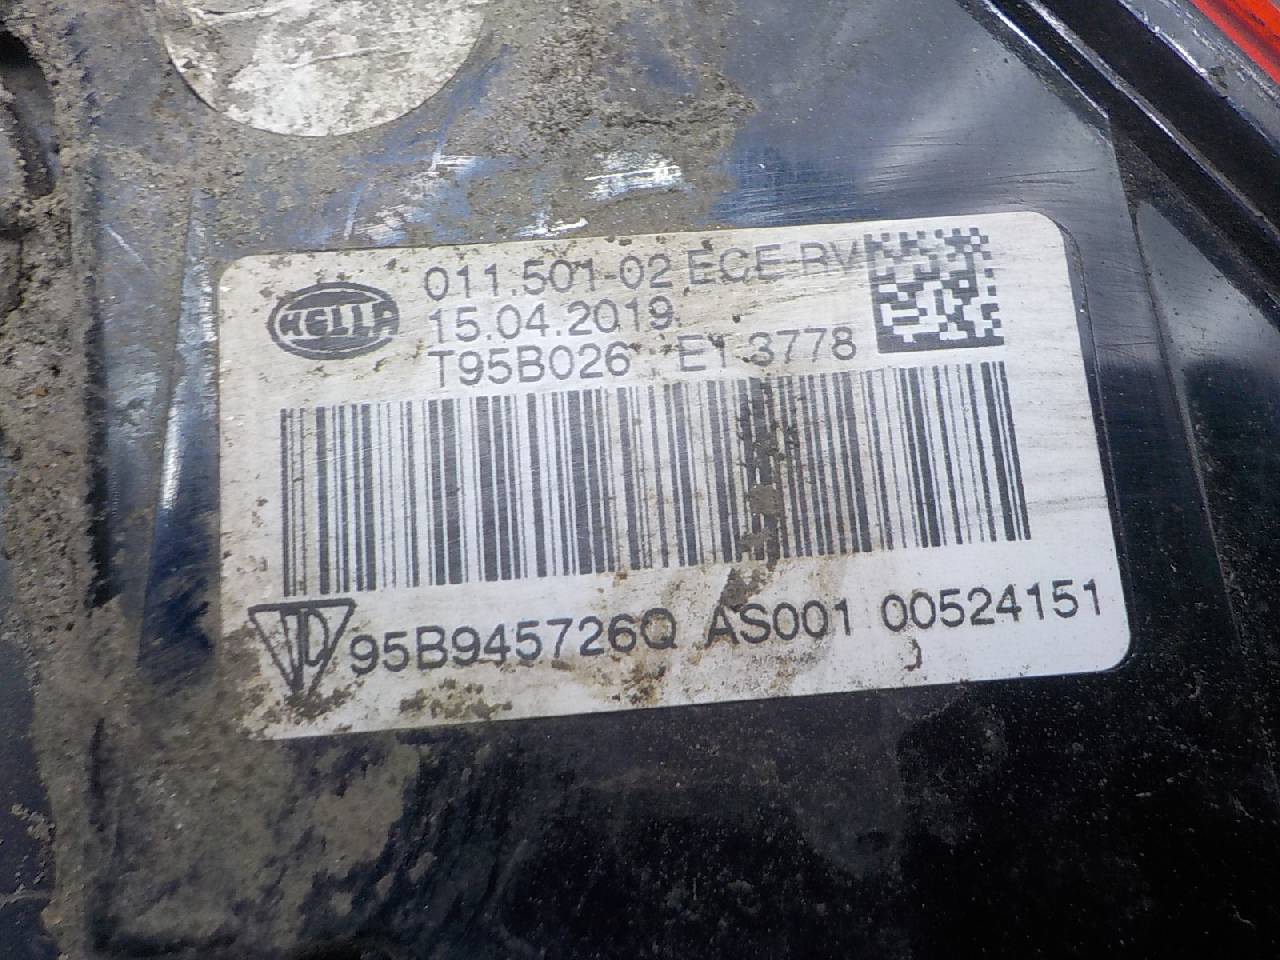 HELLA
011.501-02 ECE-RV
15.04.2019
T95B026 E1 3778
95B945726Q AS001 00524151